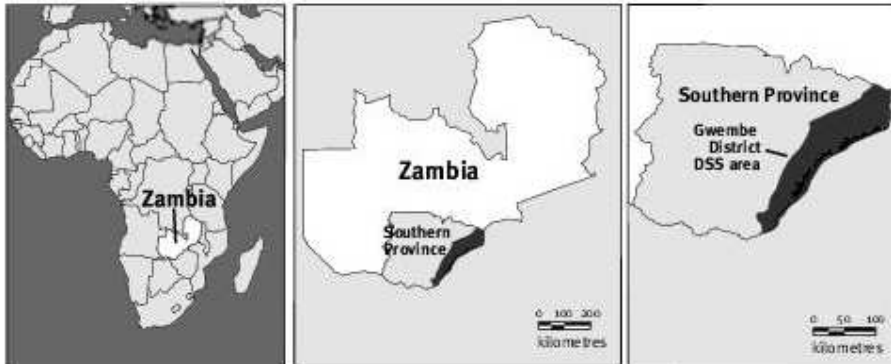 Zambia
Zambia
Southern
Province
0 100 200
kilometres
Southern Province
Gwembe
District
DSS area
0 50 100
kilometres